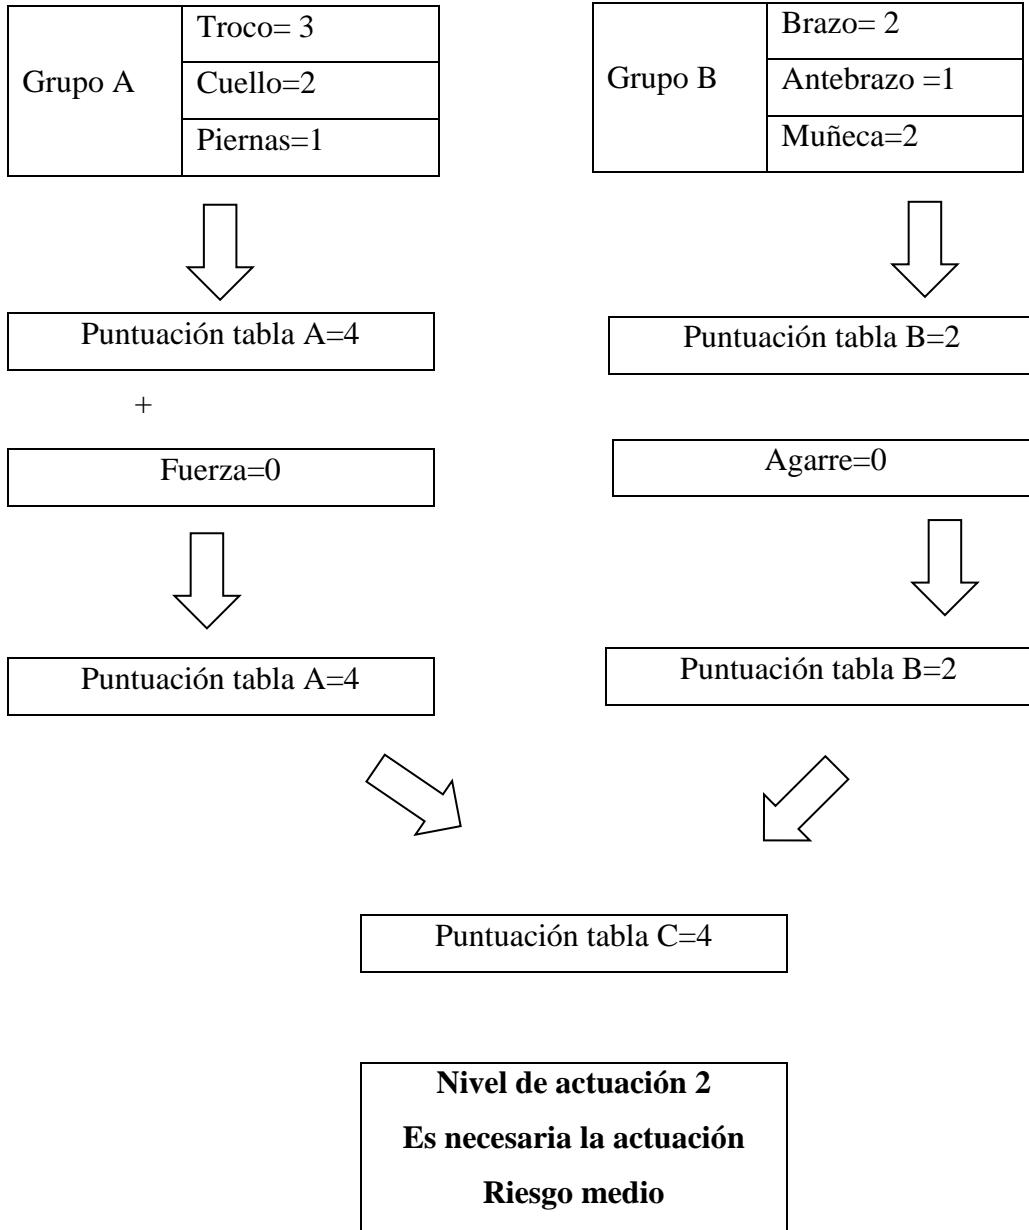 Grupo A
Troco= 3
Cuello=2
Piernas=1
Grupo B
Brazo= 2
Antebrazo =1
Muñeca=2
Puntuación tabla A=4
Puntuación tabla B=2
+
Fuerza=0
Agarre=0
Puntuación tabla A=4
Puntuación tabla B=2
Puntuación tabla C=4
Nivel de actuación 2
Es necesaria la actuación
Riesgo medio